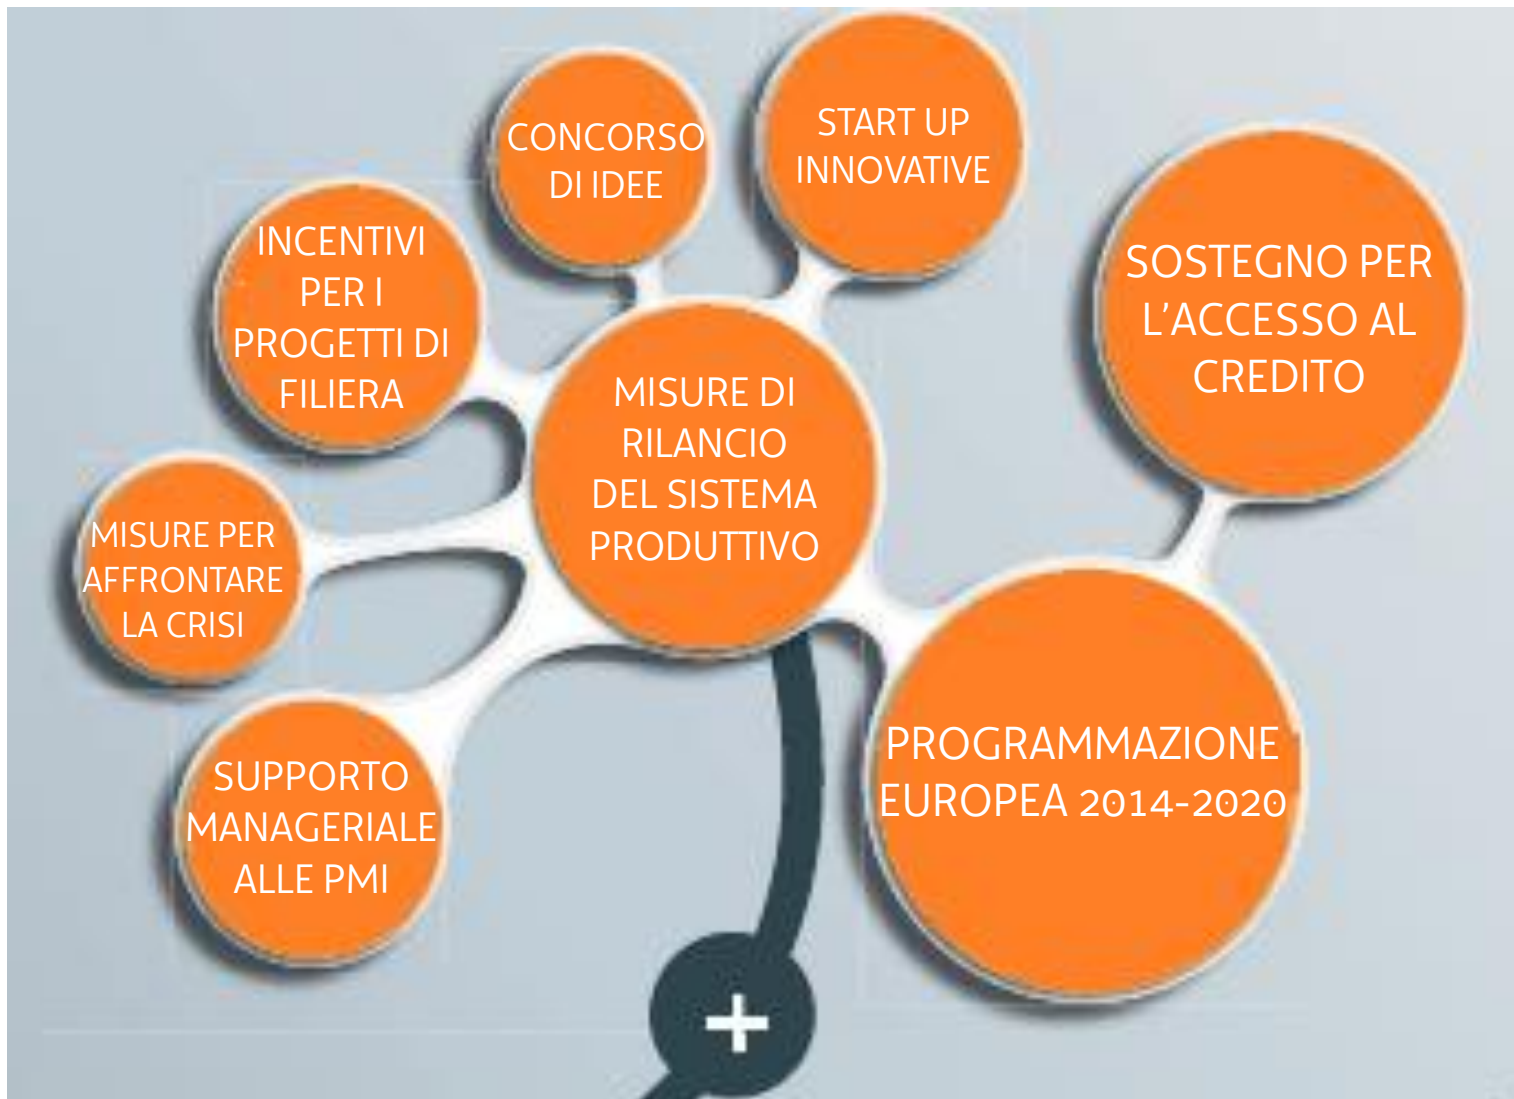 CONCORSO
DI IDEE
START UP
INNOVATIVE
INCENTIVI
PER I
PROGETTI DI
FILIERA
SOSTEGNO PER
L'ACCESSO AL
CREDITO
MISURE DI
RILANCIO
DEL SISTEMA
PRODUTTIVO
MISURE PER
AFFRONTARE
LA CRISI
PROGRAMMAZIONE
EUROPEA 2014-2020
SUPPORTO
MANAGERIALE
ALLE PMI
+